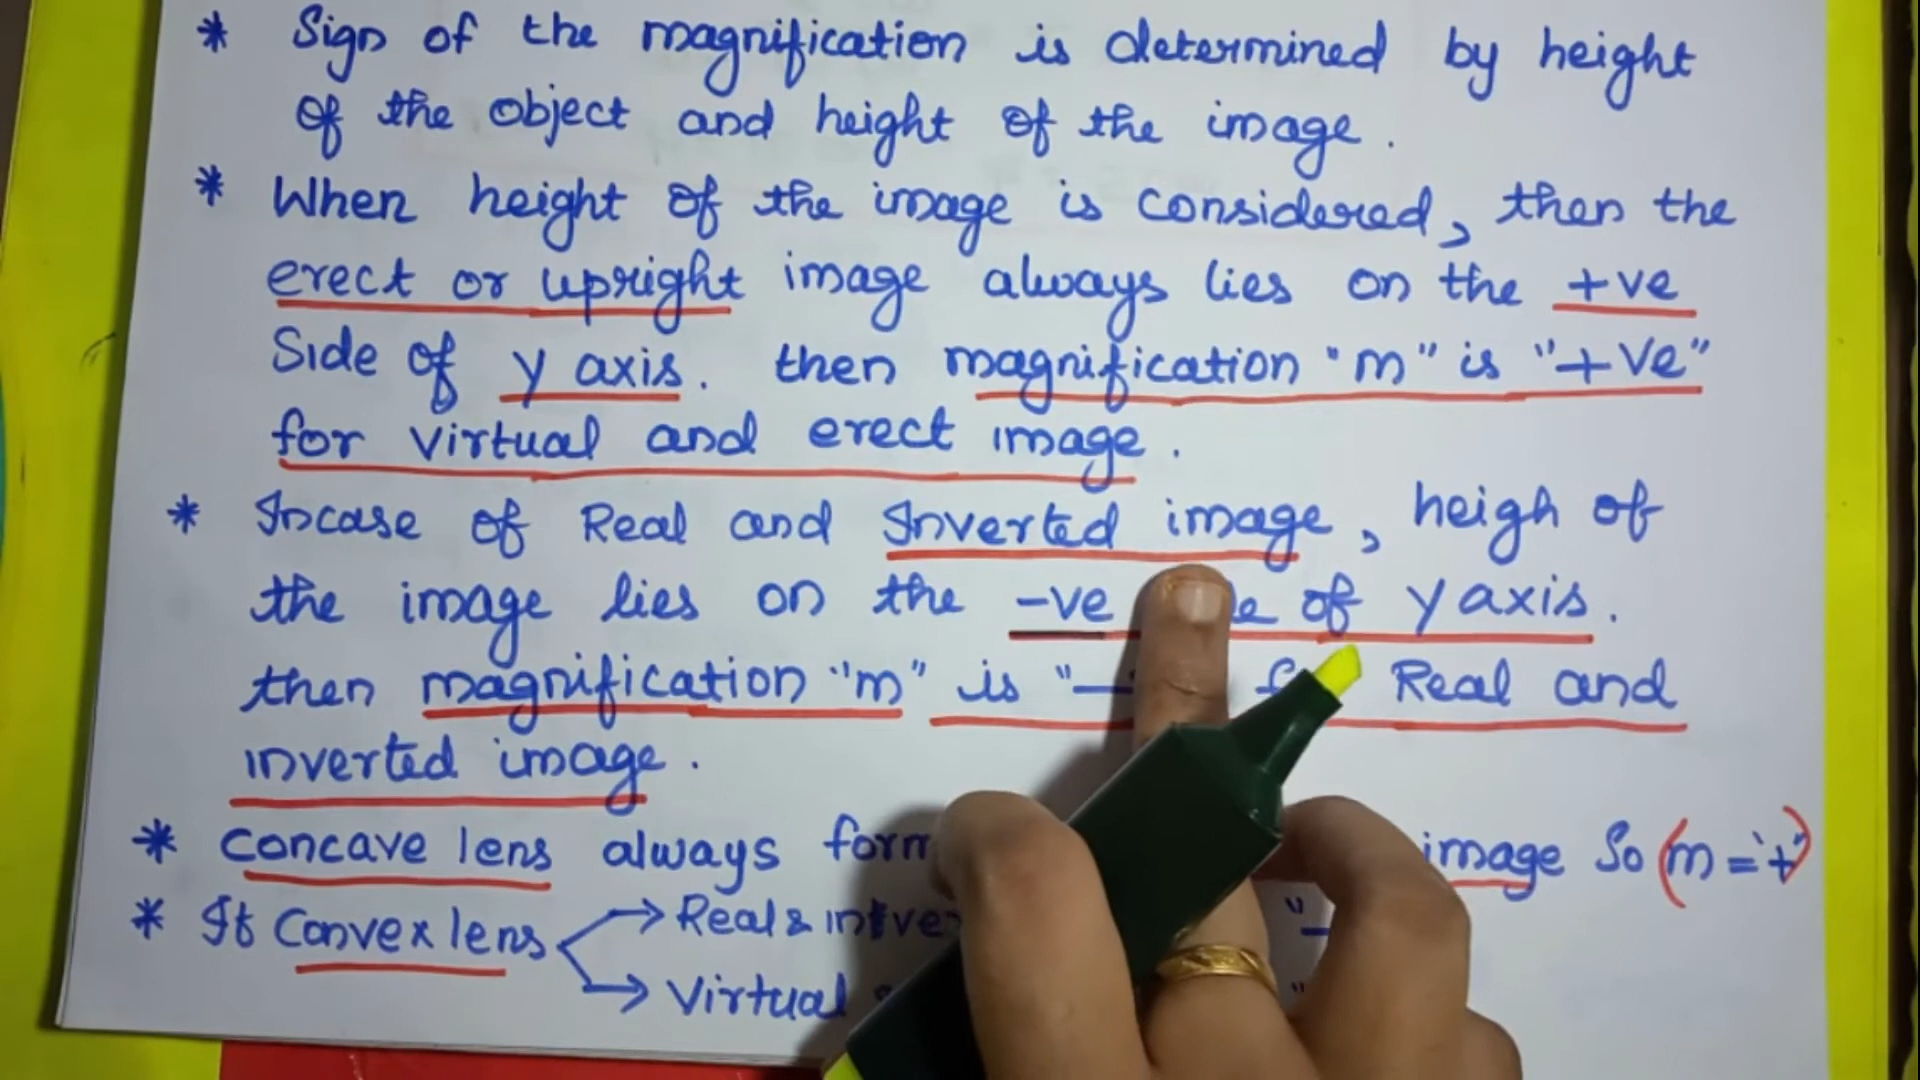 * Sign of the magnification is determined by height
of the object and height of the image.
* When height of the image is considered, then the
erect or upright image always lies on the +ve
Side of y axis. then magnification "m" is "+ve"
for virtual and erect image.
* Incase of Real and Inverted image, heigh of
the image lies on the -ve of y axis.
then magnification "m" is "- Real and
inverted image.
* Concave lens always image So (m = '+')
* If Convex lens → Real &
→ Virtual